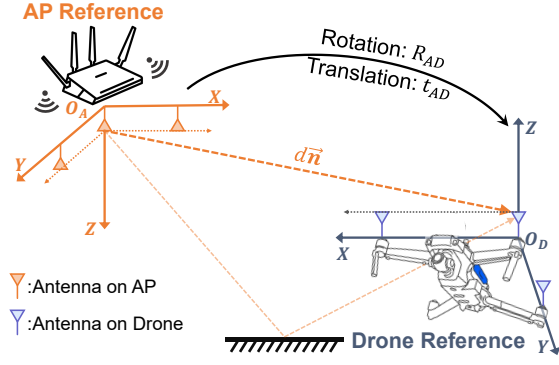 AP Reference
Rotation: R_AD
Translation: t_AD
O_A
X
Y
Z
dn⃗
Z
O_D
X
Y
:Antenna on AP
:Antenna on Drone
Drone Reference